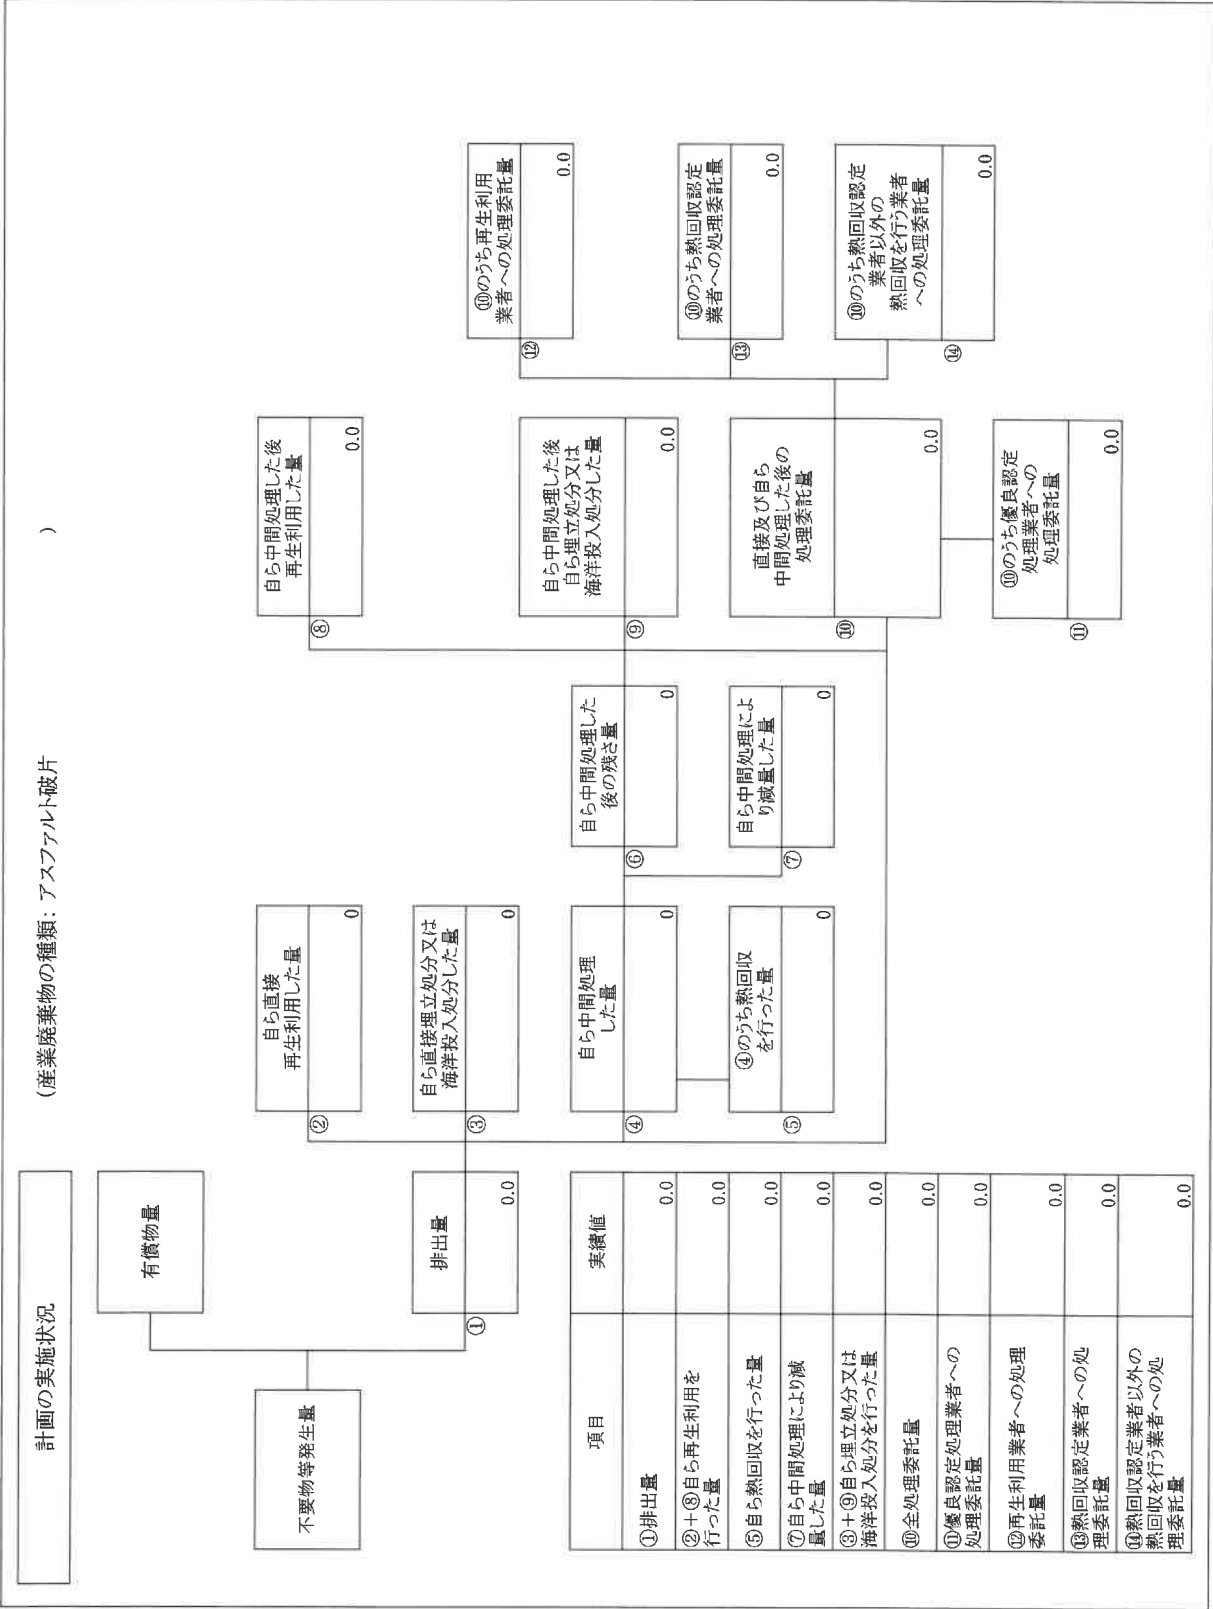 計画の実施状況
(産業廃棄物の種類: アスファルト破片 )
有償物量
不要物等発生量
排出量
①
0.0
自ら直接
再生利用した量
②
0
自ら直接埋立処分又は
海洋投入処分した量
③
0
自ら中間処理
した量
④
0
④のうち熱回収
を行った量
⑤
0
自ら中間処理した
後の残さ量
⑥
0
自ら中間処理によ
り減量した量
⑦
0
自ら中間処理した後
再生利用した量
⑧
0.0
自ら中間処理した後
自ら埋立処分又は
海洋投入処分した量
⑨
0.0
直接及び自ら
中間処理した後の
処理委託量
⑩
0.0
⑩のうち優良認定
処理業者への
処理委託量
⑪
0.0
⑩のうち再生利用
業者への処理委託量
⑫
0.0
⑩のうち熱回収認定
業者への処理委託量
⑬
0.0
⑩のうち熱回収認定
業者以外の
熱回収を行う業者
への処理委託量
⑭
0.0
項目 実績値
①排出量 0.0
②+⑧自ら再生利用を
行った量 0.0
⑤自ら熱回収を行った量 0.0
⑦自ら中間処理により減
量した量 0.0
③+⑨自ら埋立処分又は
海洋投入処分を行った量 0.0
⑩全処理委託量 0.0
⑪優良認定処理業者への
処理委託量 0.0
⑫再生利用業者への処理
委託量 0.0
⑬熱回収認定業者への処
理委託量 0.0
⑭熱回収認定業者以外の
熱回収を行う業者への処
理委託量 0.0